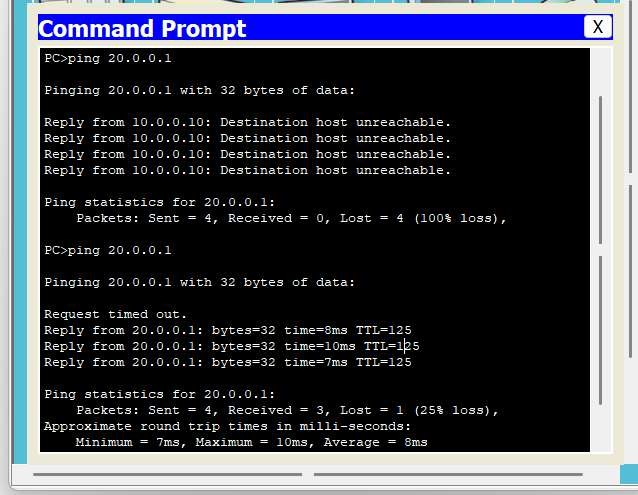 Command Prompt
X
PC>ping 20.0.0.1
Pinging 20.0.0.1 with 32 bytes of data:
Reply from 10.0.0.10: Destination host unreachable.
Reply from 10.0.0.10: Destination host unreachable.
Reply from 10.0.0.10: Destination host unreachable.
Reply from 10.0.0.10: Destination host unreachable.
Ping statistics for 20.0.0.1:
Packets: Sent = 4, Received = 0, Lost = 4 (100% loss),
PC>ping 20.0.0.1
Pinging 20.0.0.1 with 32 bytes of data:
Request timed out.
Reply from 20.0.0.1: bytes=32 time=8ms TTL=125
Reply from 20.0.0.1: bytes=32 time=10ms TTL=125
Reply from 20.0.0.1: bytes=32 time=7ms TTL=125
Ping statistics for 20.0.0.1:
Packets: Sent = 4, Received = 3, Lost = 1 (25% loss),
Approximate round trip times in milli-seconds:
Minimum = 7ms, Maximum = 10ms, Average = 8ms